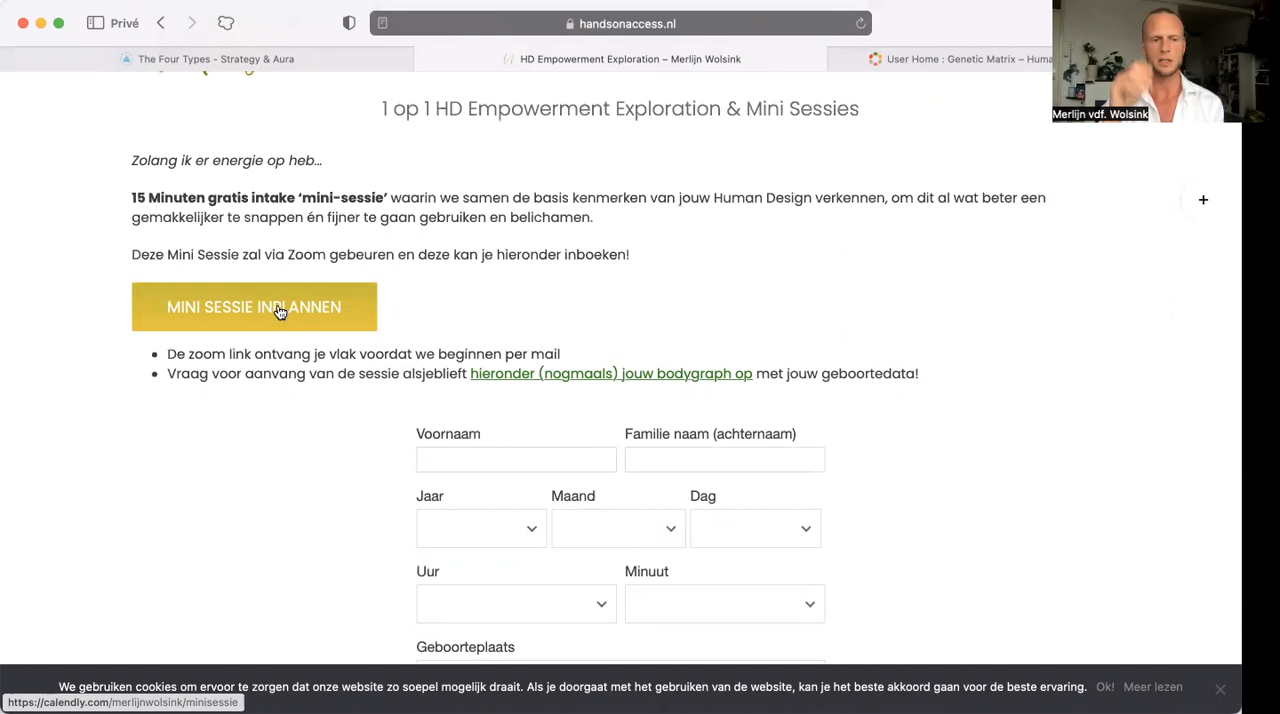 Privé
handsonaccess.nl
The Four Types - Strategy & Aura
HD Empowerment Exploration – Merlijn Wolsink
User Home : Genetic Matrix – Huma
Merlijn vdf. Wolsink
1 op 1 HD Empowerment Exploration & Mini Sessies
Zolang ik er energie op heb...
15 Minuten gratis intake ‘mini-sessie’ waarin we samen de basis kenmerken van jouw Human Design verkennen, om dit al wat beter en
gemakkelijker te snappen én fijner te gaan gebruiken en belichamen.
Deze Mini Sessie zal via Zoom gebeuren en deze kan je hieronder inboeken!
MINI SESSIE INPLANNEN
De zoom link ontvang je vlak voordat we beginnen per mail
Vraag voor aanvang van de sessie alsjeblieft hieronder (nogmaals) jouw bodygraph op met jouw geboortedata!
Voornaam
Familie naam (achternaam)
Jaar
Maand
Dag
Uur
Minuut
Geboorteplaats
We gebruiken cookies om ervoor te zorgen dat onze website zo soepel mogelijk draait. Als je doorgaat met het gebruiken van de website, kan je het beste akkoord gaan voor de beste ervaring.
Ok!
Meer lezen
https://calendly.com/merlijnwolsink/minisessie